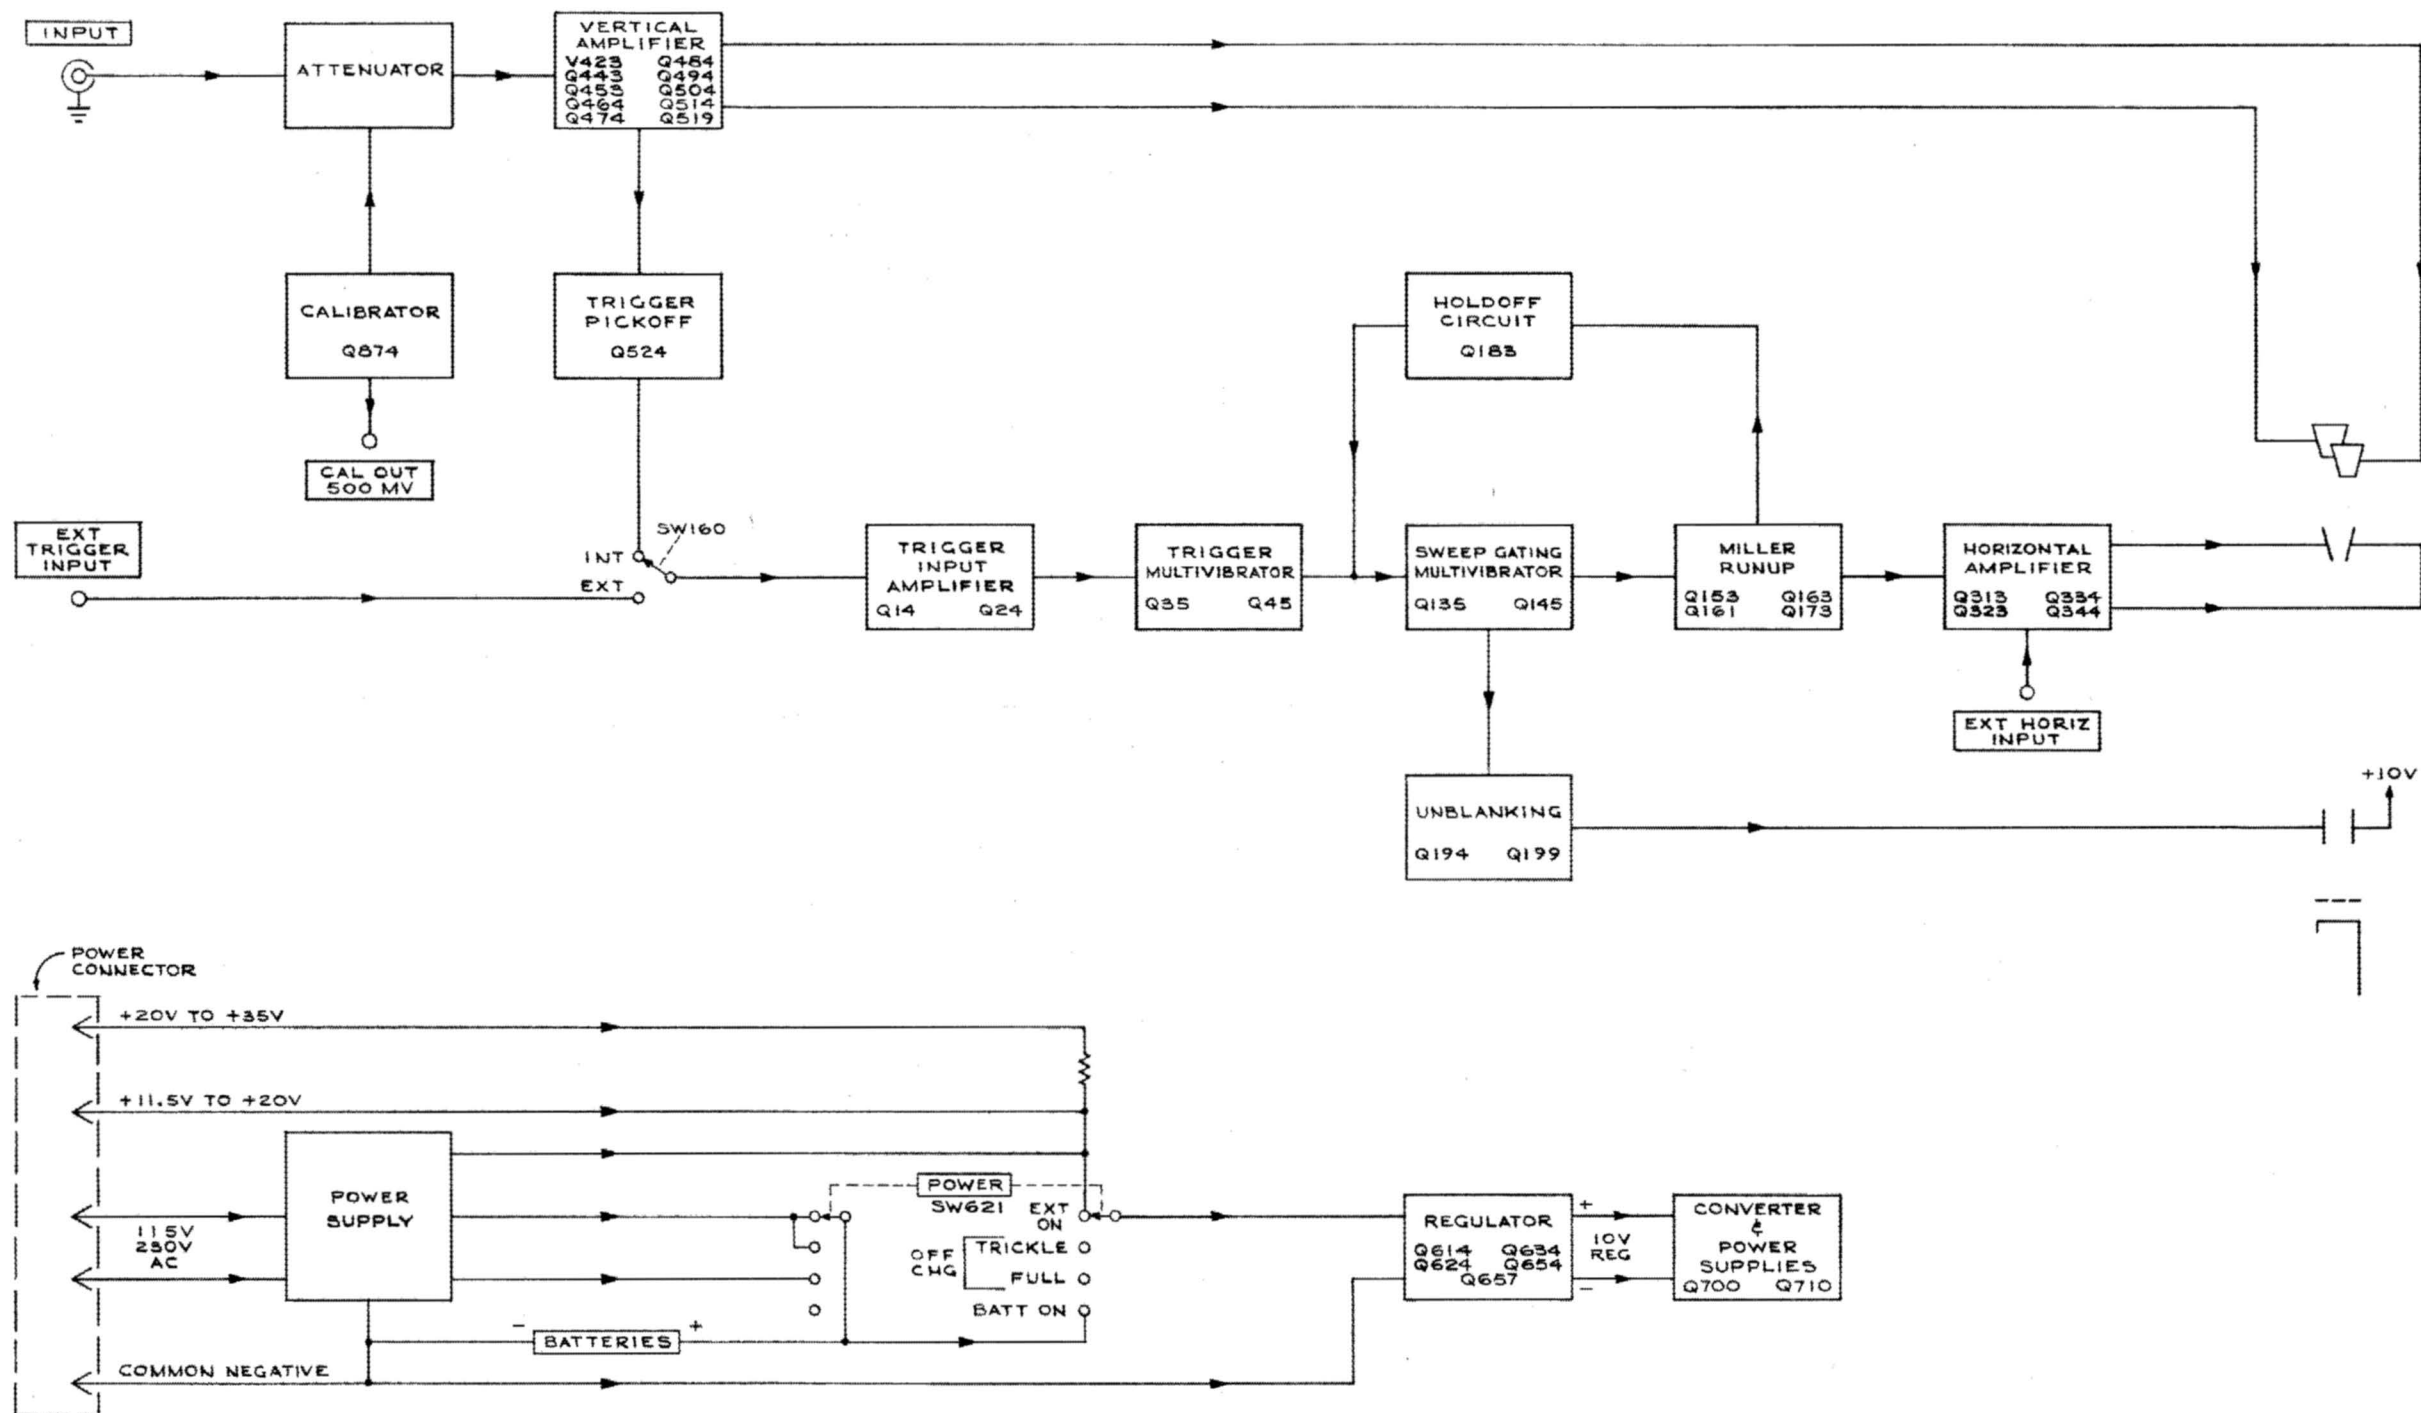 INPUT
ATTENUATOR
VERTICAL
AMPLIFIER
V423 Q484
Q443 Q494
Q453 Q504
Q464 Q514
Q474 Q519
CALIBRATOR
Q874
TRIGGER
PICKOFF
Q524
HOLDOFF
CIRCUIT
Q183
CAL OUT
500 MV
EXT
TRIGGER
INPUT
SW160
INT
EXT
TRIGGER
INPUT
AMPLIFIER
Q14 Q24
TRIGGER
MULTIVIBRATOR
Q35 Q45
SWEEP GATING
MULTIVIBRATOR
Q135 Q145
MILLER
RUNUP
Q153 Q163
Q161 Q173
HORIZONTAL
AMPLIFIER
Q313 Q334
Q323 Q344
EXT HORIZ
INPUT
+10V
UNBLANKING
Q194 Q199
POWER
CONNECTOR
+20V TO +35V
+11.5V TO +20V
POWER
SUPPLY
115V
230V
AC
POWER
SW621
EXT
ON
OFF
CHG
TRICKLE
FULL
BATT ON
- BATTERIES +
COMMON NEGATIVE
REGULATOR
Q614 Q634
Q624 Q654
Q657
+
10V
REG
-
CONVERTER
&
POWER
SUPPLIES
Q700 Q710